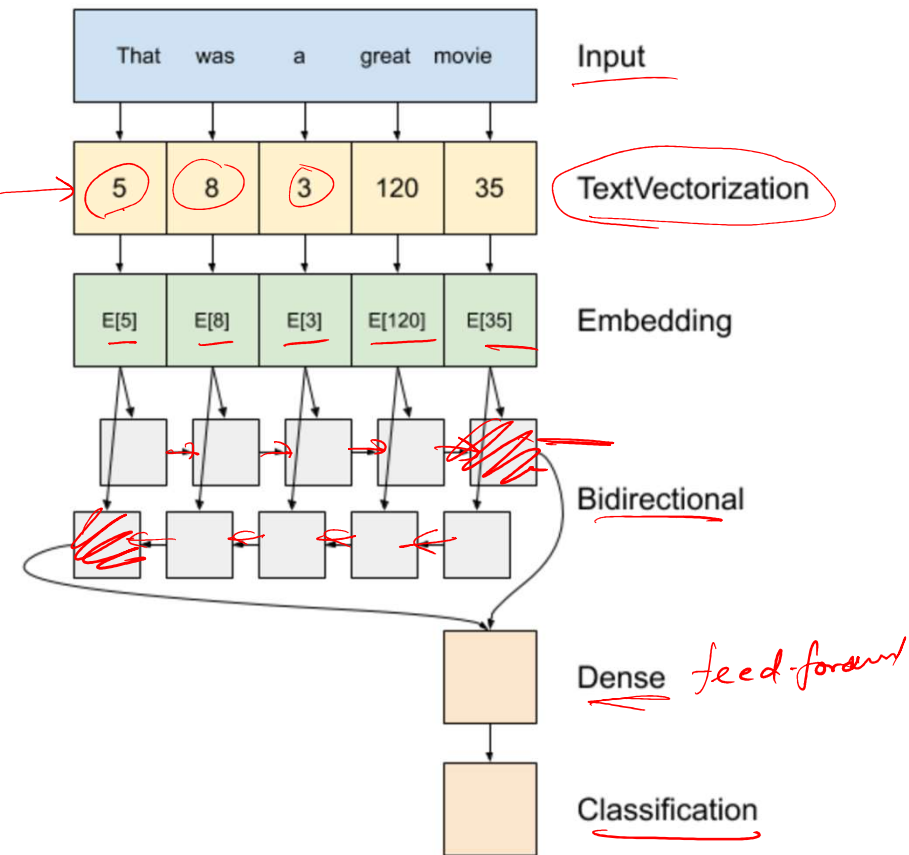 That was a great movie Input
5 8 3 120 35 TextVectorization
E[5] E[8] E[3] E[120] E[35] Embedding
Bidirectional
Dense feed-forward
Classification